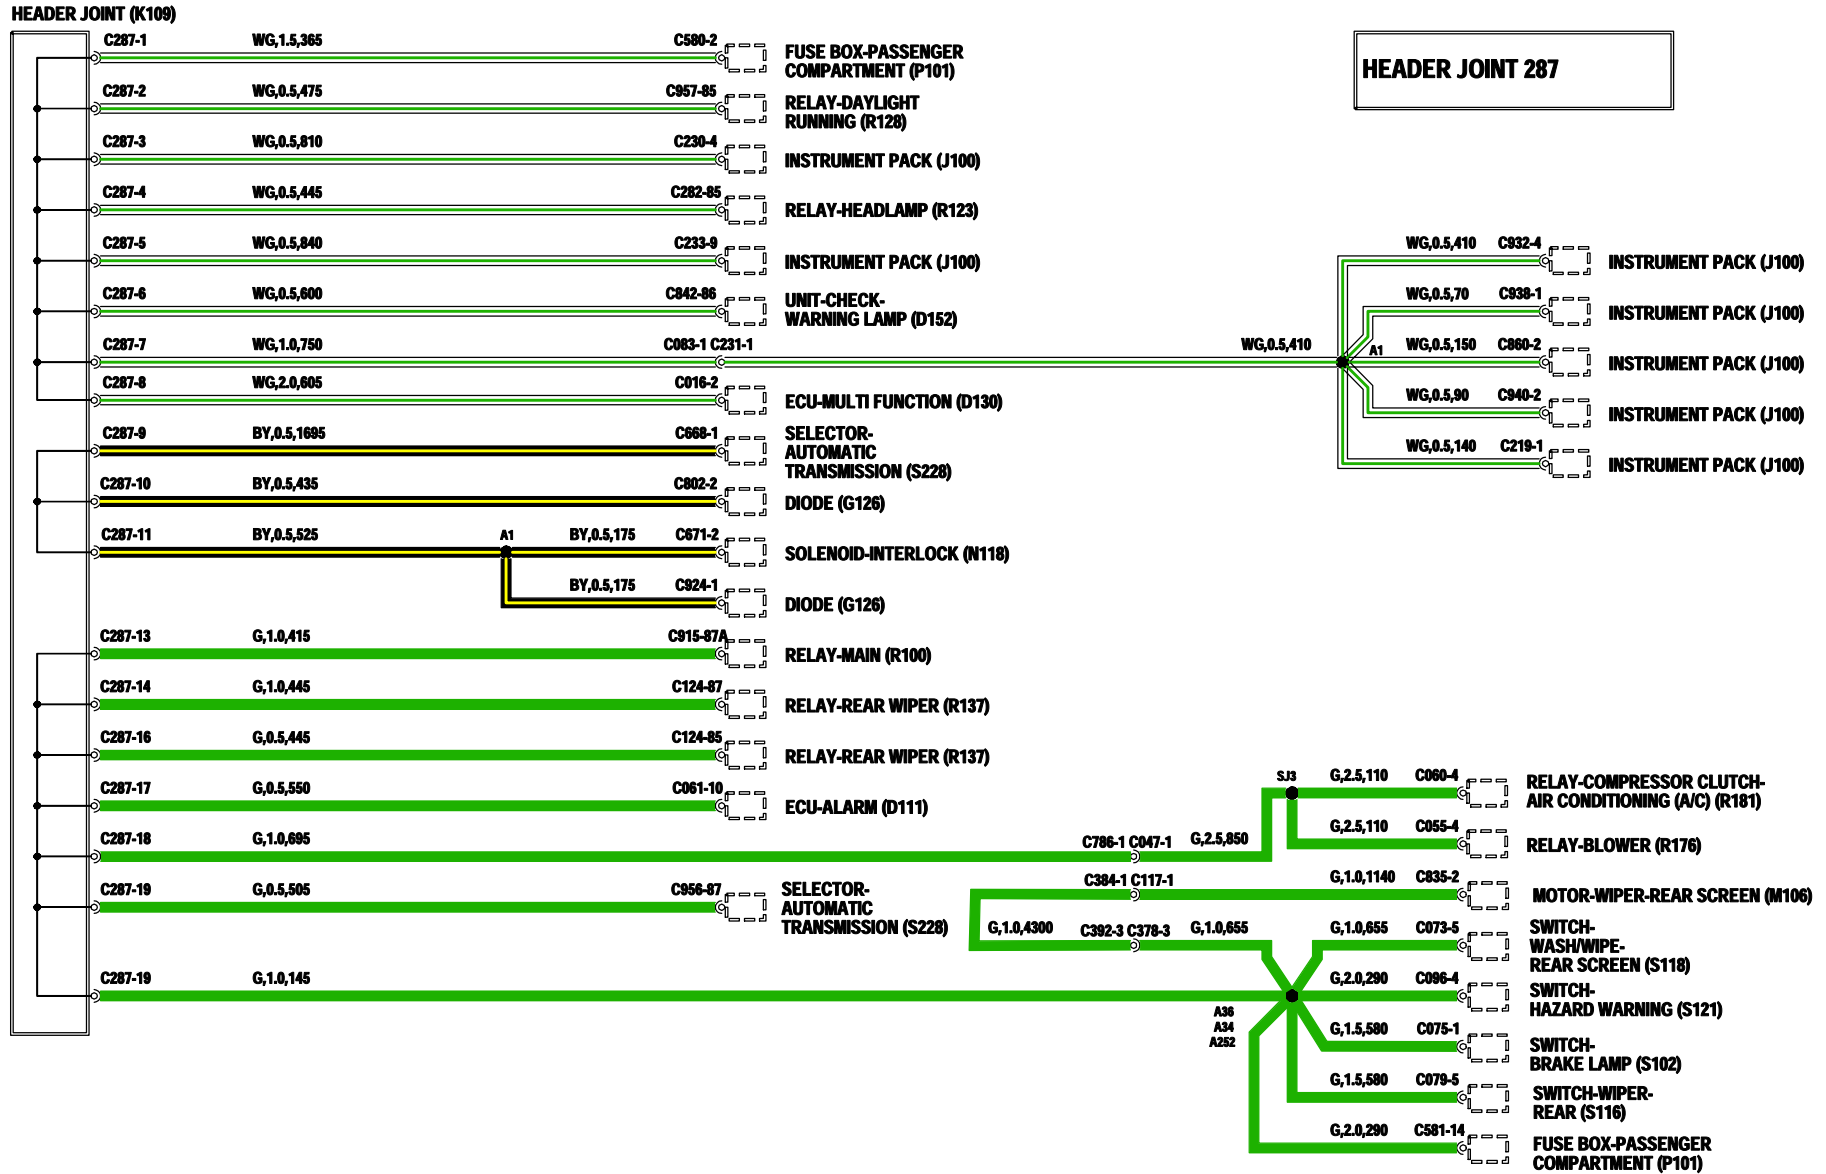 HEADER JOINT (K109)
HEADER JOINT 287
C287-1 WG,1.5,365 C580-2
FUSE BOX-PASSENGER
COMPARTMENT (P101)
C287-2 WG,0.5,475 C957-85
RELAY-DAYLIGHT
RUNNING (R128)
C287-3 WG,0.5,810 C230-4
INSTRUMENT PACK (J100)
C287-4 WG,0.5,445 C282-85
RELAY-HEADLAMP (R123)
C287-5 WG,0.5,840 C233-9
INSTRUMENT PACK (J100)
C287-6 WG,0.5,600 C842-86
UNIT-CHECK-
WARNING LAMP (D152)
C287-7 WG,1.0,750 C083-1 C231-1 WG,0.5,410 A1
WG,0.5,410 C932-4
INSTRUMENT PACK (J100)
WG,0.5,70 C938-1
INSTRUMENT PACK (J100)
WG,0.5,150 C860-2
INSTRUMENT PACK (J100)
WG,0.5,90 C940-2
INSTRUMENT PACK (J100)
WG,0.5,140 C219-1
INSTRUMENT PACK (J100)
C287-8 WG,2.0,605 C016-2
ECU-MULTI FUNCTION (D130)
C287-9 BY,0.5,1695 C668-1
SELECTOR-
AUTOMATIC
TRANSMISSION (S228)
C287-10 BY,0.5,435 C802-2
DIODE (G126)
C287-11 BY,0.5,525 A1 BY,0.5,175 C671-2
SOLENOID-INTERLOCK (N118)
BY,0.5,175 C924-1
DIODE (G126)
C287-13 G,1.0,415 C915-87A
RELAY-MAIN (R100)
C287-14 G,1.0,445 C124-87
RELAY-REAR WIPER (R137)
C287-16 G,0.5,445 C124-85
RELAY-REAR WIPER (R137)
C287-17 G,0.5,550 C061-10
ECU-ALARM (D111)
C287-18 G,1.0,695 C786-1 C047-1 G,2.5,850 SJ3
G,2.5,110 C060-4
RELAY-COMPRESSOR CLUTCH-
AIR CONDITIONING (A/C) (R181)
G,2.5,110 C055-4
RELAY-BLOWER (R176)
C287-19 G,0.5,505 C956-87
SELECTOR-
AUTOMATIC
TRANSMISSION (S228)
C384-1 C117-1 G,1.0,1140 C835-2
MOTOR-WIPER-REAR SCREEN (M106)
G,1.0,4300 C392-3 C378-3 G,1.0,655
G,1.0,655 C073-5
SWITCH-
WASH/WIPE-
REAR SCREEN (S118)
C287-19 G,1.0,145
G,2.0,290 C096-4
SWITCH-
HAZARD WARNING (S121)
A36
A34
A252
G,1.5,580 C075-1
SWITCH-
BRAKE LAMP (S102)
G,1.5,580 C079-5
SWITCH-WIPER-
REAR (S116)
G,2.0,290 C581-14
FUSE BOX-PASSENGER
COMPARTMENT (P101)